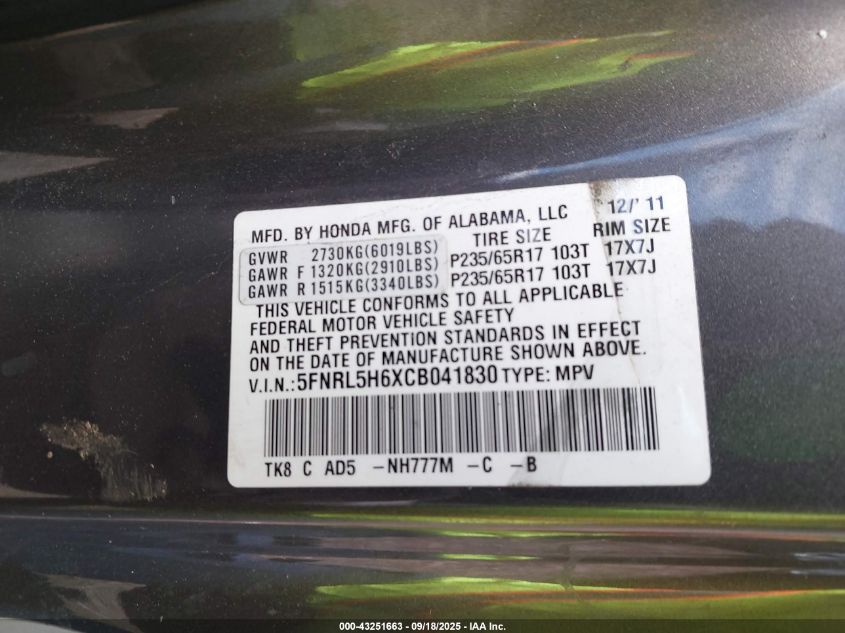 MFD. BY HONDA MFG. OF ALABAMA, LLC 12/' 11
TIRE SIZE RIM SIZE
GVWR 2730KG(6019LBS)
GAWR F 1320KG(2910LBS) P235/65R17 103T 17X7J
GAWR R 1515KG(3340LBS) P235/65R17 103T 17X7J
THIS VEHICLE CONFORMS TO ALL APPLICABLE
FEDERAL MOTOR VEHICLE SAFETY
AND THEFT PREVENTION STANDARDS IN EFFECT
ON THE DATE OF MANUFACTURE SHOWN ABOVE.
V.I.N.:5FNRL5H6XCB041830 TYPE: MPV
TK8 C AD5 -NH777M -C -B
000-43251663 - 09/18/2025 - IAA Inc.